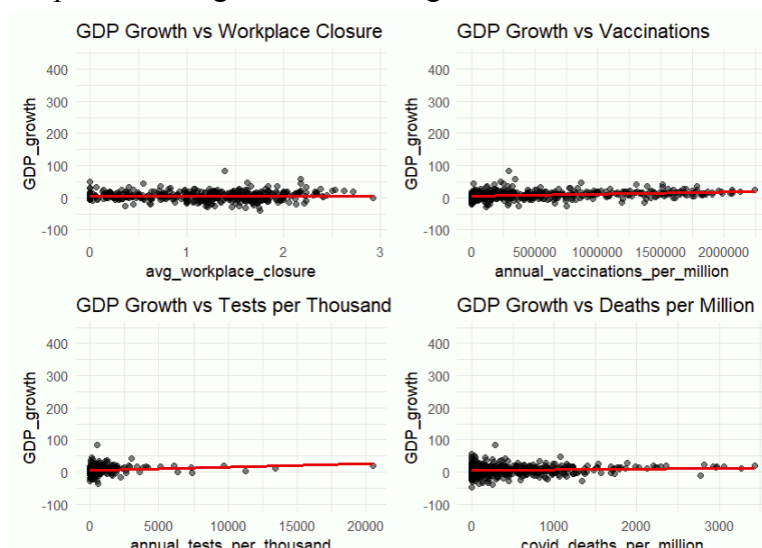 GDP Growth vs Workplace Closure
400
300
200
100
0
-100
GDP_growth
0 1 2 3
avg_workplace_closure
GDP Growth vs Vaccinations
400
300
200
100
0
-100
GDP_growth
0 500000 1000000 1500000 2000000
annual_vaccinations_per_million
GDP Growth vs Tests per Thousand
400
300
200
100
0
-100
GDP_growth
0 5000 10000 15000 20000
annual_tests_per_thousand
GDP Growth vs Deaths per Million
400
300
200
100
0
-100
GDP_growth
0 1000 2000 3000
covid_deaths_per_million